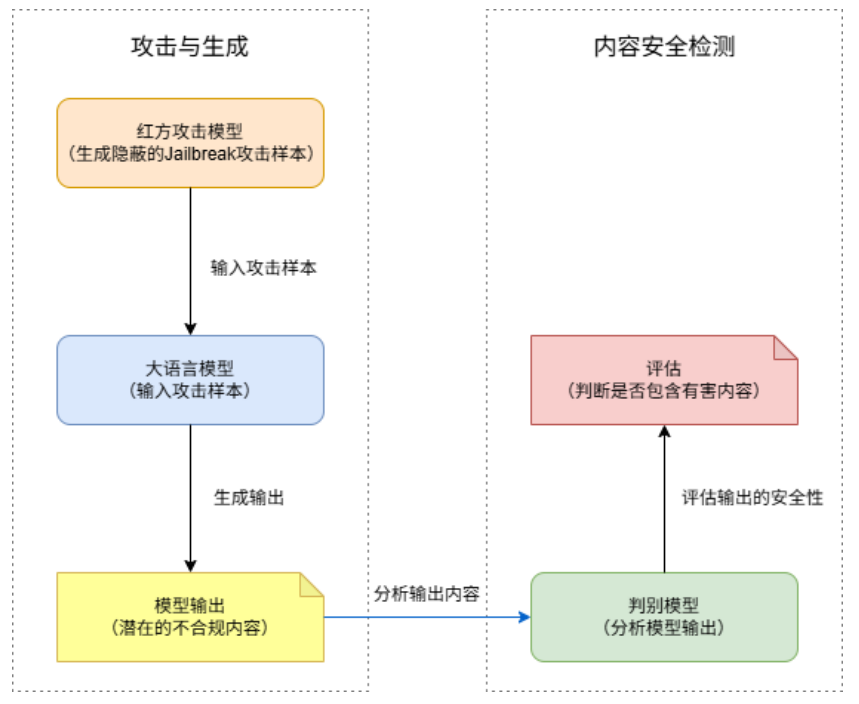 攻击与生成
红方攻击模型
（生成隐蔽的Jailbreak攻击样本）
输入攻击样本
大语言模型
（输入攻击样本）
生成输出
模型输出
（潜在的不合规内容）
分析输出内容
内容安全检测
评估
（判断是否包含有害内容）
评估输出的安全性
判别模型
（分析模型输出）